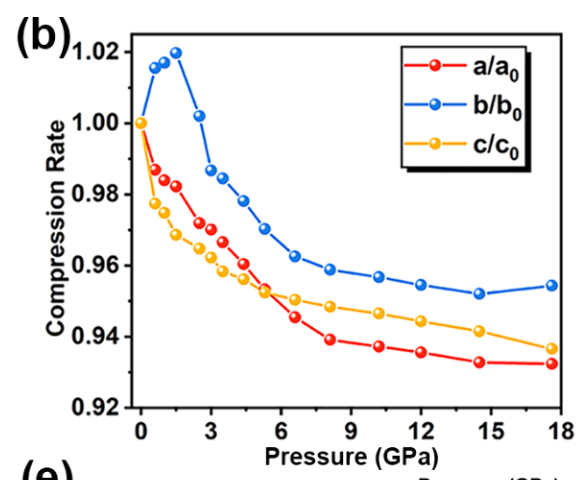 (b)
1.02
1.00
0.98
0.96
0.94
0.92
Compression Rate
a/a₀
b/b₀
c/c₀
0 3 6 9 12 15 18
Pressure (GPa)
(e)